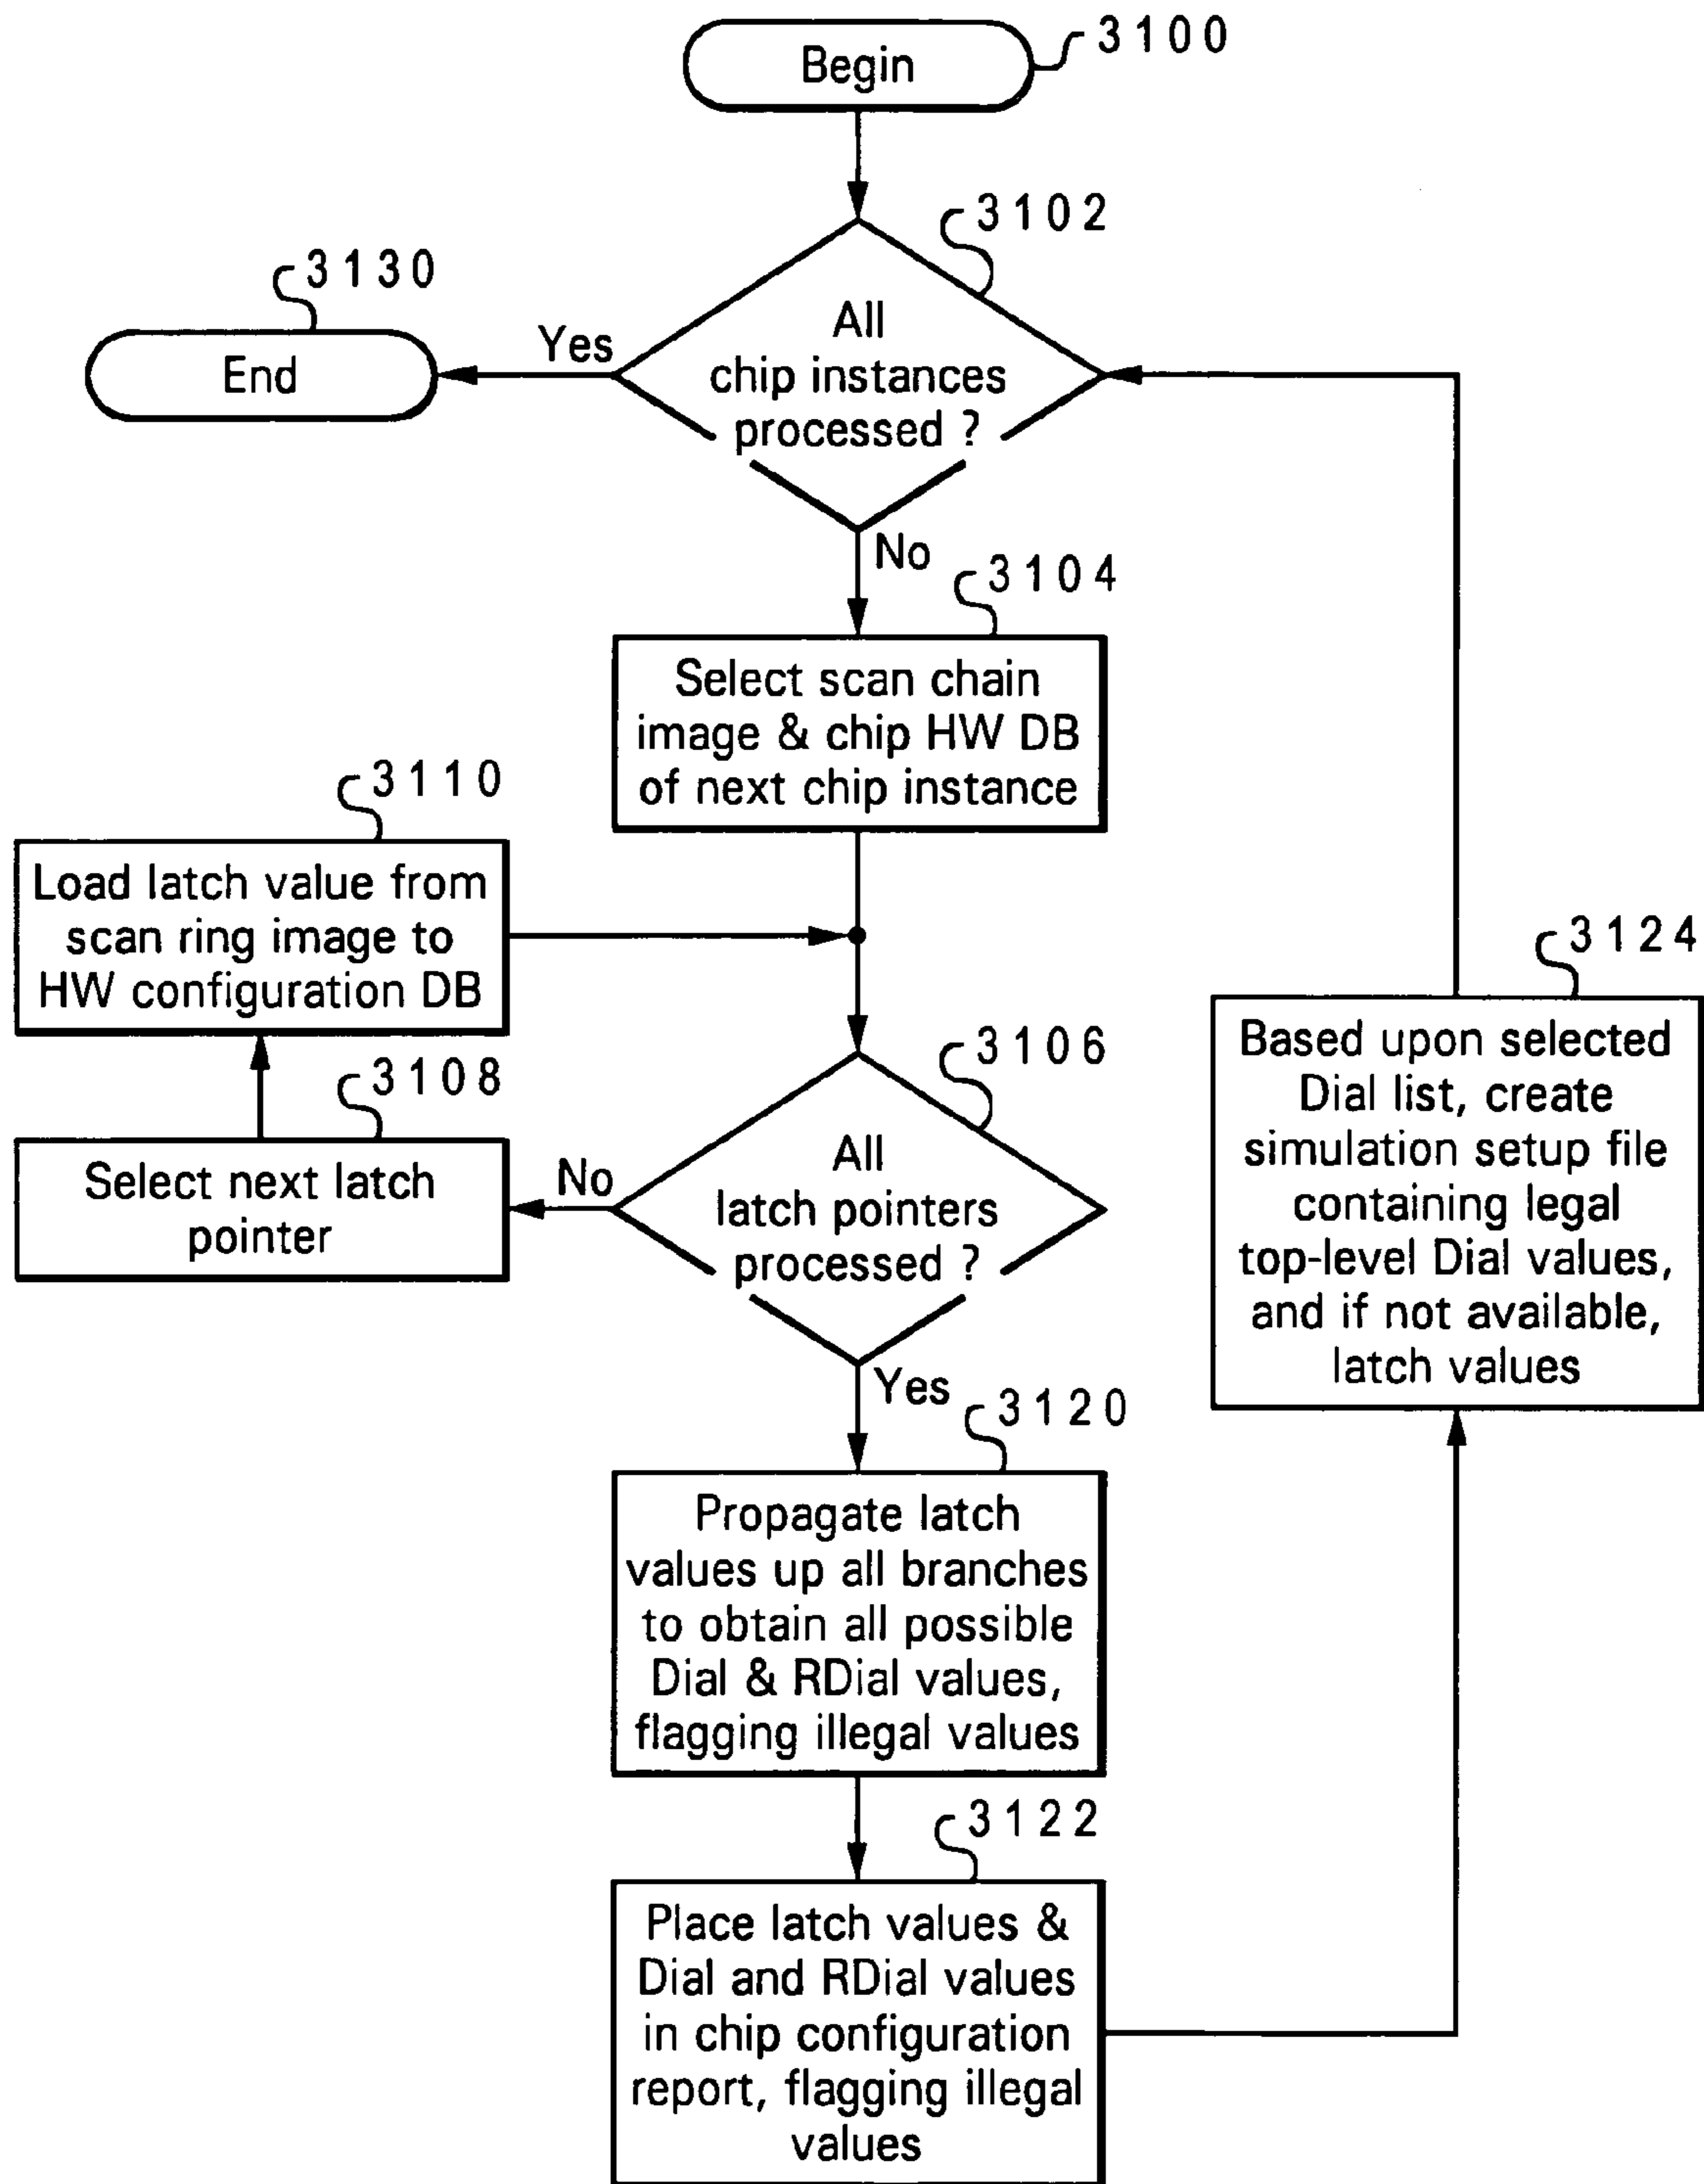 Begin
3100
3102
All
chip instances
processed ?
Yes
3130
End
No
3104
Select scan chain
image & chip HW DB
of next chip instance
3110
Load latch value from
scan ring image to
HW configuration DB
3108
Select next latch
pointer
No
3106
All
latch pointers
processed ?
Yes
3120
Propagate latch
values up all branches
to obtain all possible
Dial & RDial values,
flagging illegal values
3122
Place latch values &
Dial and RDial values
in chip configuration
report, flagging illegal
values
3124
Based upon selected
Dial list, create
simulation setup file
containing legal
top-level Dial values,
and if not available,
latch values